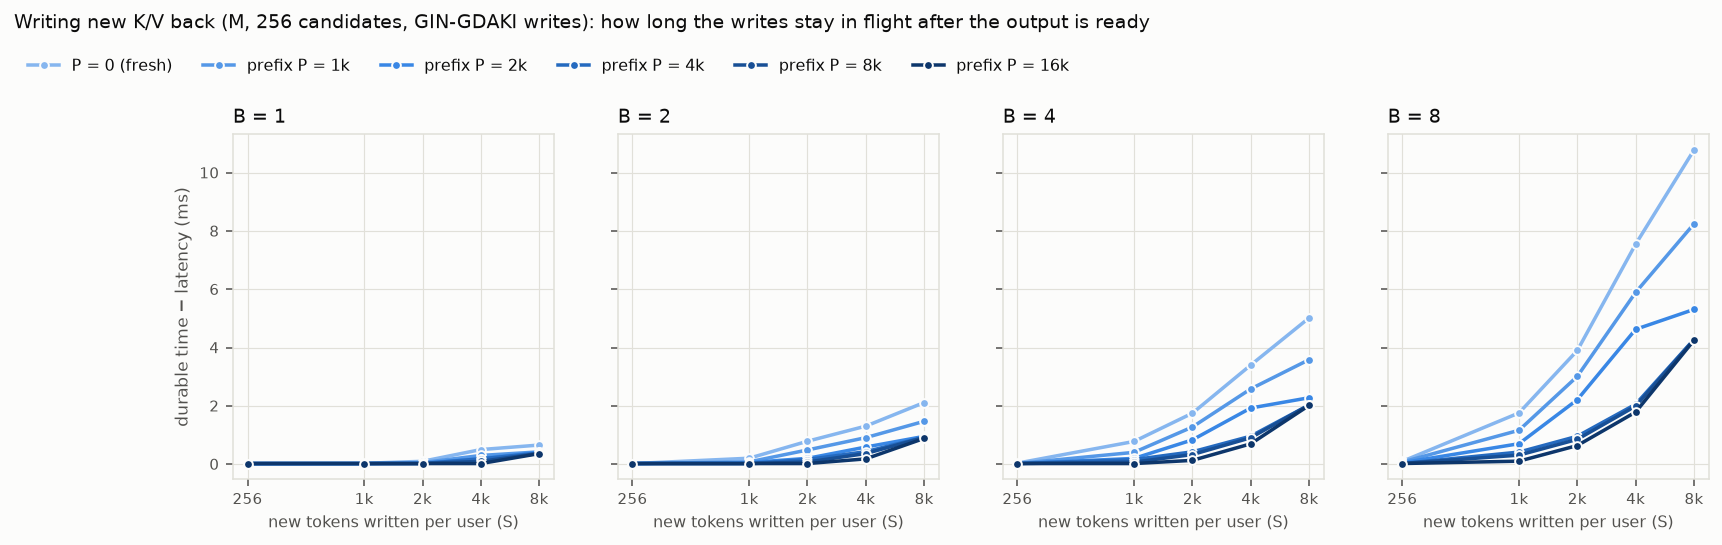 Writing new K/V back (M, 256 candidates, GIN-GDAKI writes): how long the writes stay in flight after the output is ready
P = 0 (fresh) prefix P = 1k prefix P = 2k prefix P = 4k prefix P = 8k prefix P = 16k
B = 1 B = 2 B = 4 B = 8
durable time − latency (ms)
10
8
6
4
2
0
256 1k 2k 4k 8k 256 1k 2k 4k 8k 256 1k 2k 4k 8k 256 1k 2k 4k 8k
new tokens written per user (S) new tokens written per user (S) new tokens written per user (S) new tokens written per user (S)